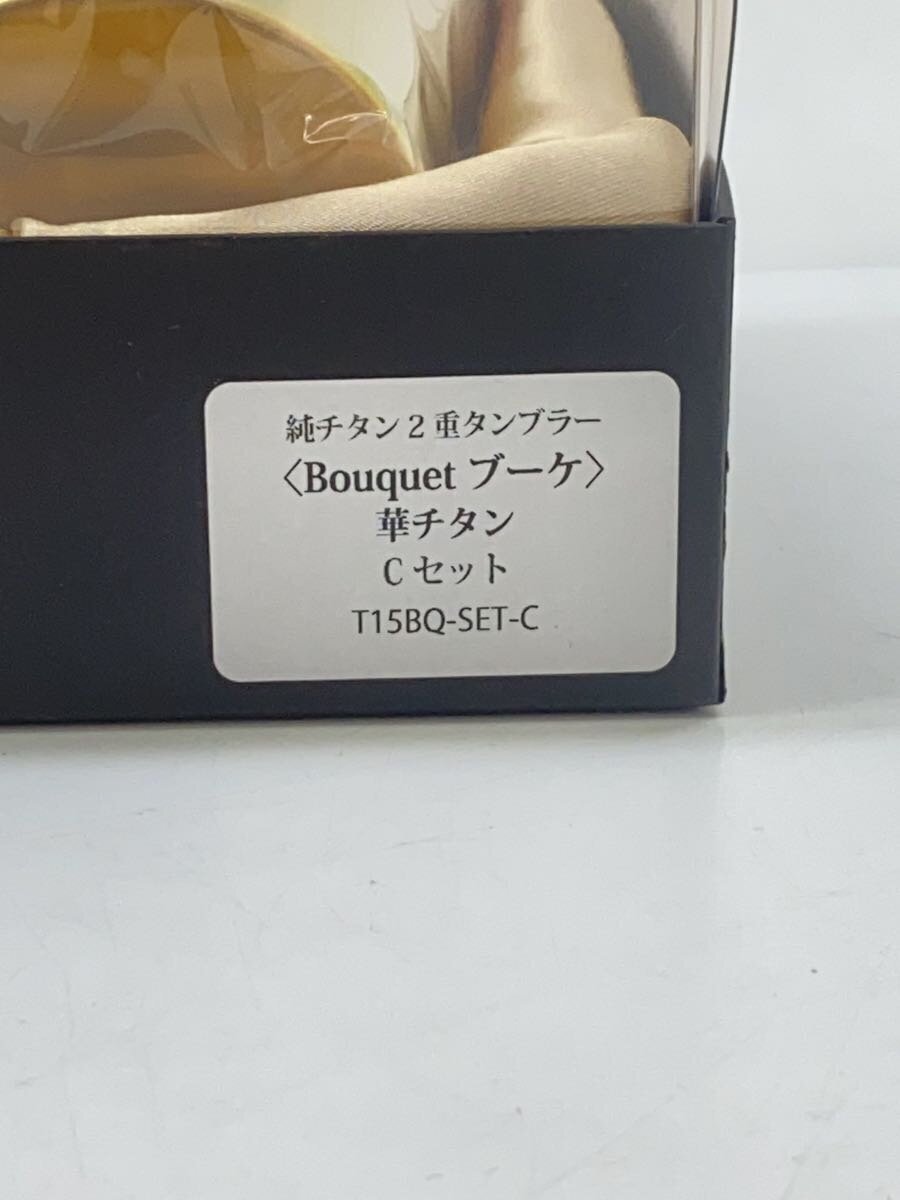 純チタン2重タンブラー
〈Bouquet ブーケ〉
華チタン
Cセット
T15BQ-SET-C